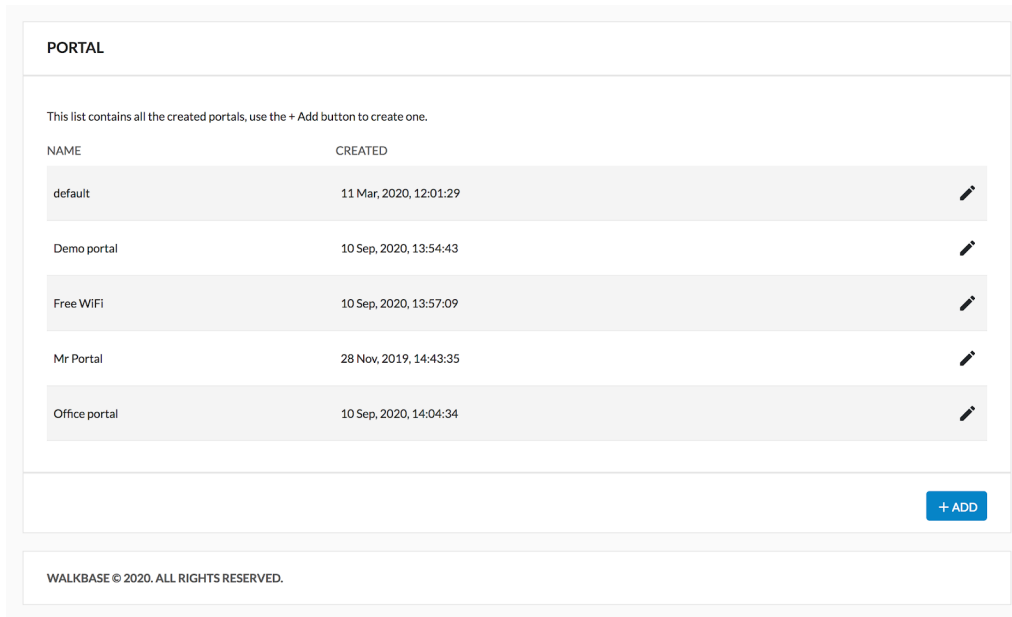 PORTAL
This list contains all the created portals, use the + Add button to create one.
NAME CREATED
default 11 Mar, 2020, 12:01:29
Demo portal 10 Sep, 2020, 13:54:43
Free WiFi 10 Sep, 2020, 13:57:09
Mr Portal 28 Nov, 2019, 14:43:35
Office portal 10 Sep, 2020, 14:04:34
+ ADD
WALKBASE © 2020. ALL RIGHTS RESERVED.